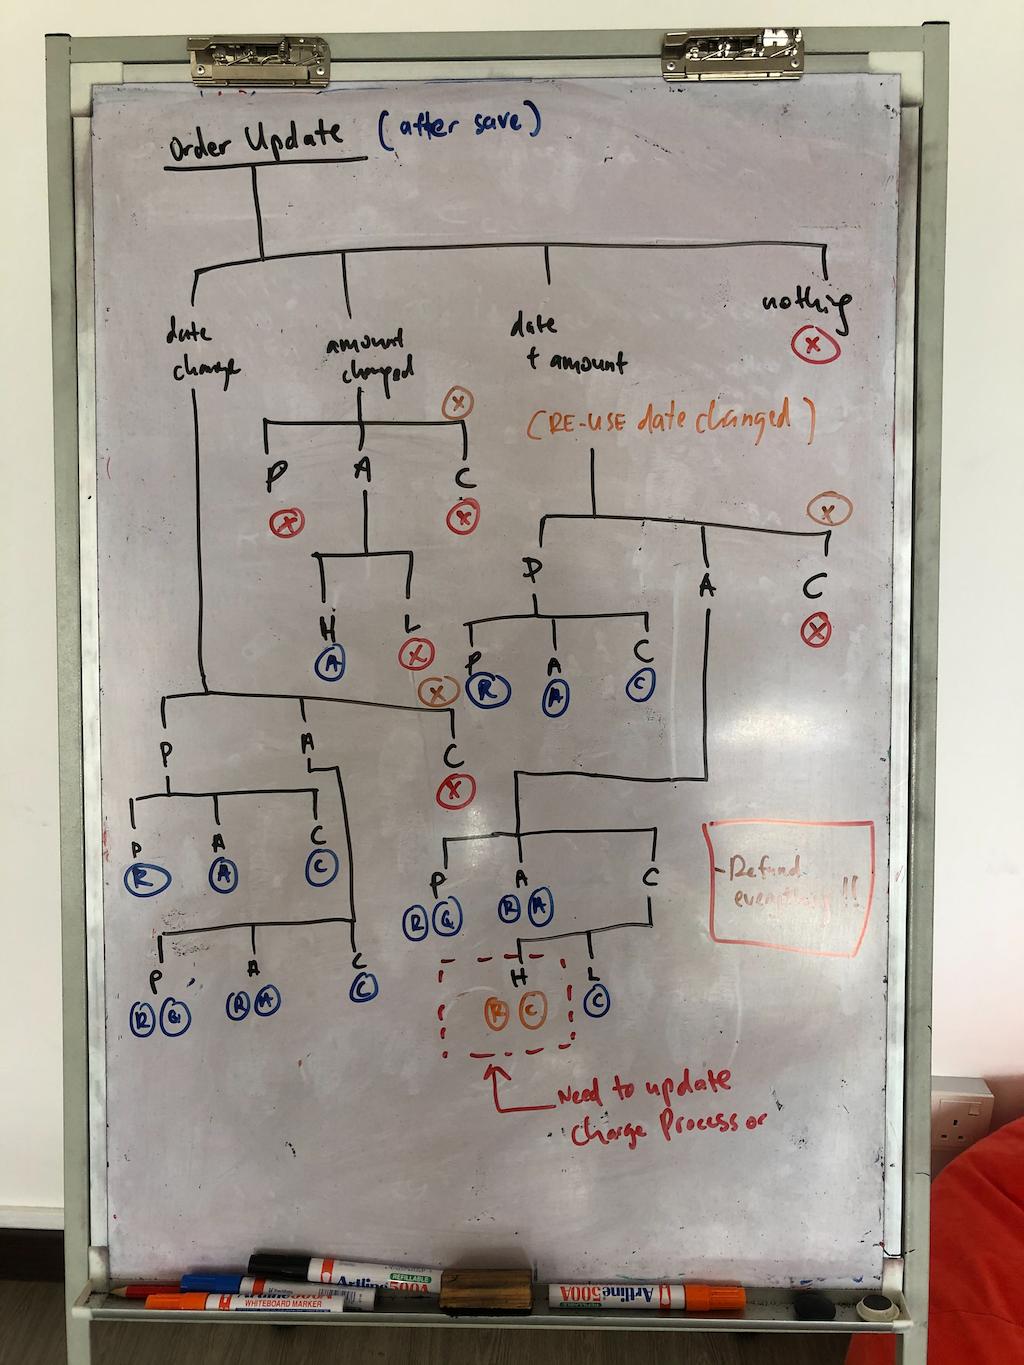 Order Update (after save)
date
change
amount
changed
date
+ amount
nothing
X
(RE-USE date changed)
X
P A C
X X
X
P A C
X
H L
A X
P A C
R A C
X
P A C
X
P A C
R A C
P A C
R Q R A
P A C
R Q R A C
H L
R C C
- Refund
everything!!
Need to update
Charge Processor
Artline 500A
REFILLABLE
WHITEBOARD MARKER
Artline 500A